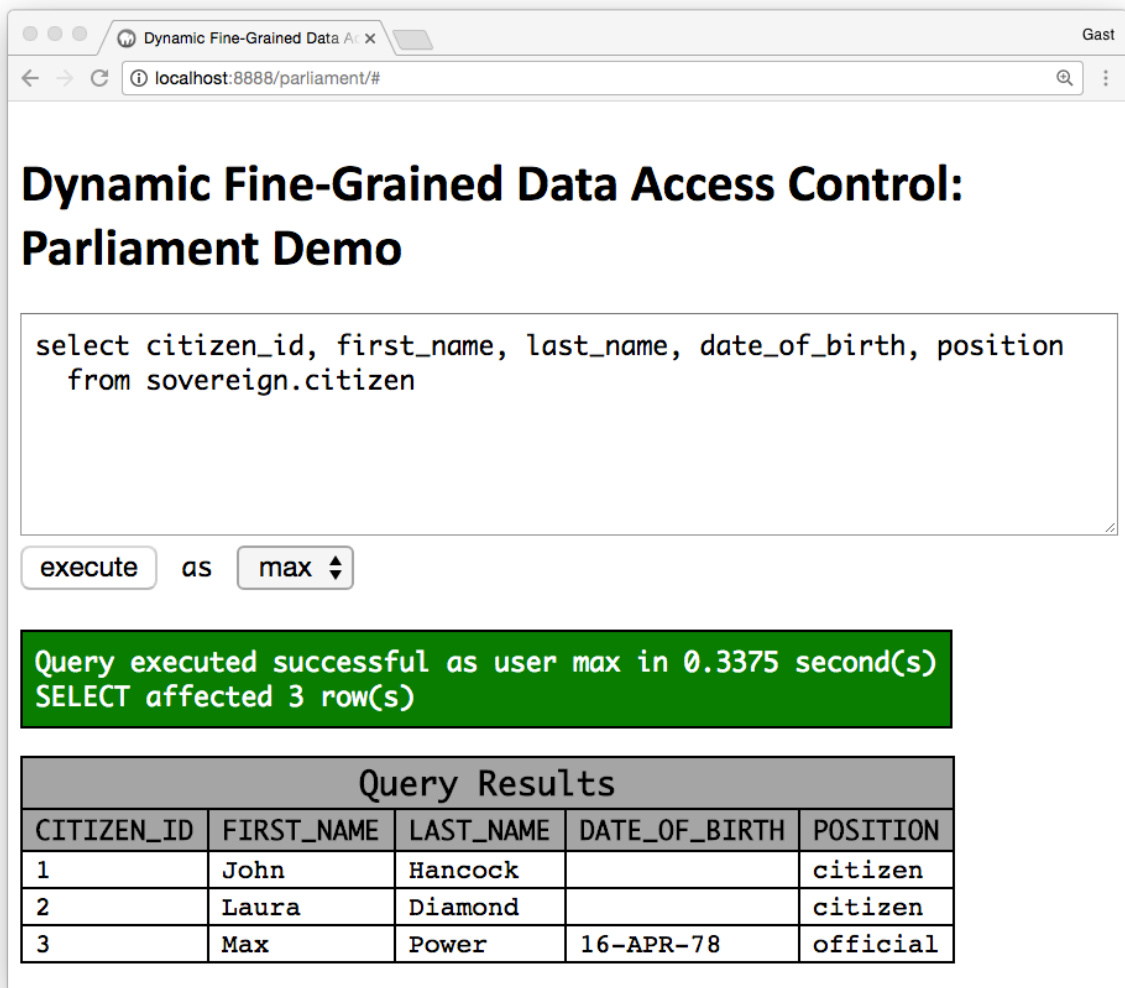 Dynamic Fine-Grained Data Ac
Gast
localhost:8888/parliament/#
Dynamic Fine-Grained Data Access Control:
Parliament Demo
select citizen_id, first_name, last_name, date_of_birth, position
from sovereign.citizen
execute as max
Query executed successful as user max in 0.3375 second(s)
SELECT affected 3 row(s)
Query Results
CITIZEN_ID FIRST_NAME LAST_NAME DATE_OF_BIRTH POSITION
1 John Hancock citizen
2 Laura Diamond citizen
3 Max Power 16-APR-78 official